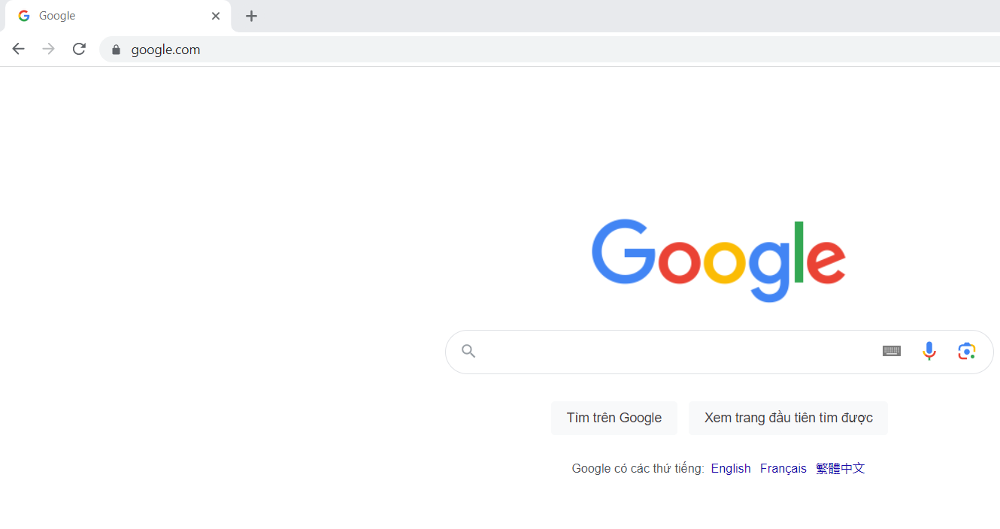 Google
google.com
Google
Tìm trên Google Xem trang đầu tiên tìm được
Google có các thứ tiếng: English Français 繁體中文